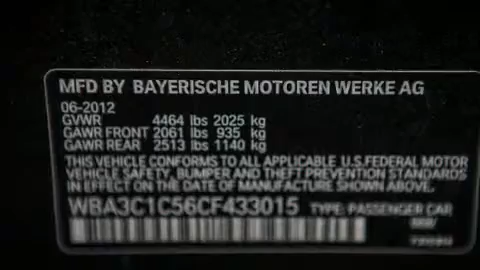 MFD BY BAYERISCHE MOTOREN WERKE AG
06-2012
GVWR 4464 lbs 2025 kg
GAWR FRONT 2061 lbs 935 kg
GAWR REAR 2513 lbs 1140 kg
THIS VEHICLE CONFORMS TO ALL APPLICABLE U.S.FEDERAL MOTOR
VEHICLE SAFETY, BUMPER AND THEFT PREVENTION STANDARDS
IN EFFECT ON THE DATE OF MANUFACTURE SHOWN ABOVE.
WBA3C1C56CF433015 TYPE: PASSENGER CAR